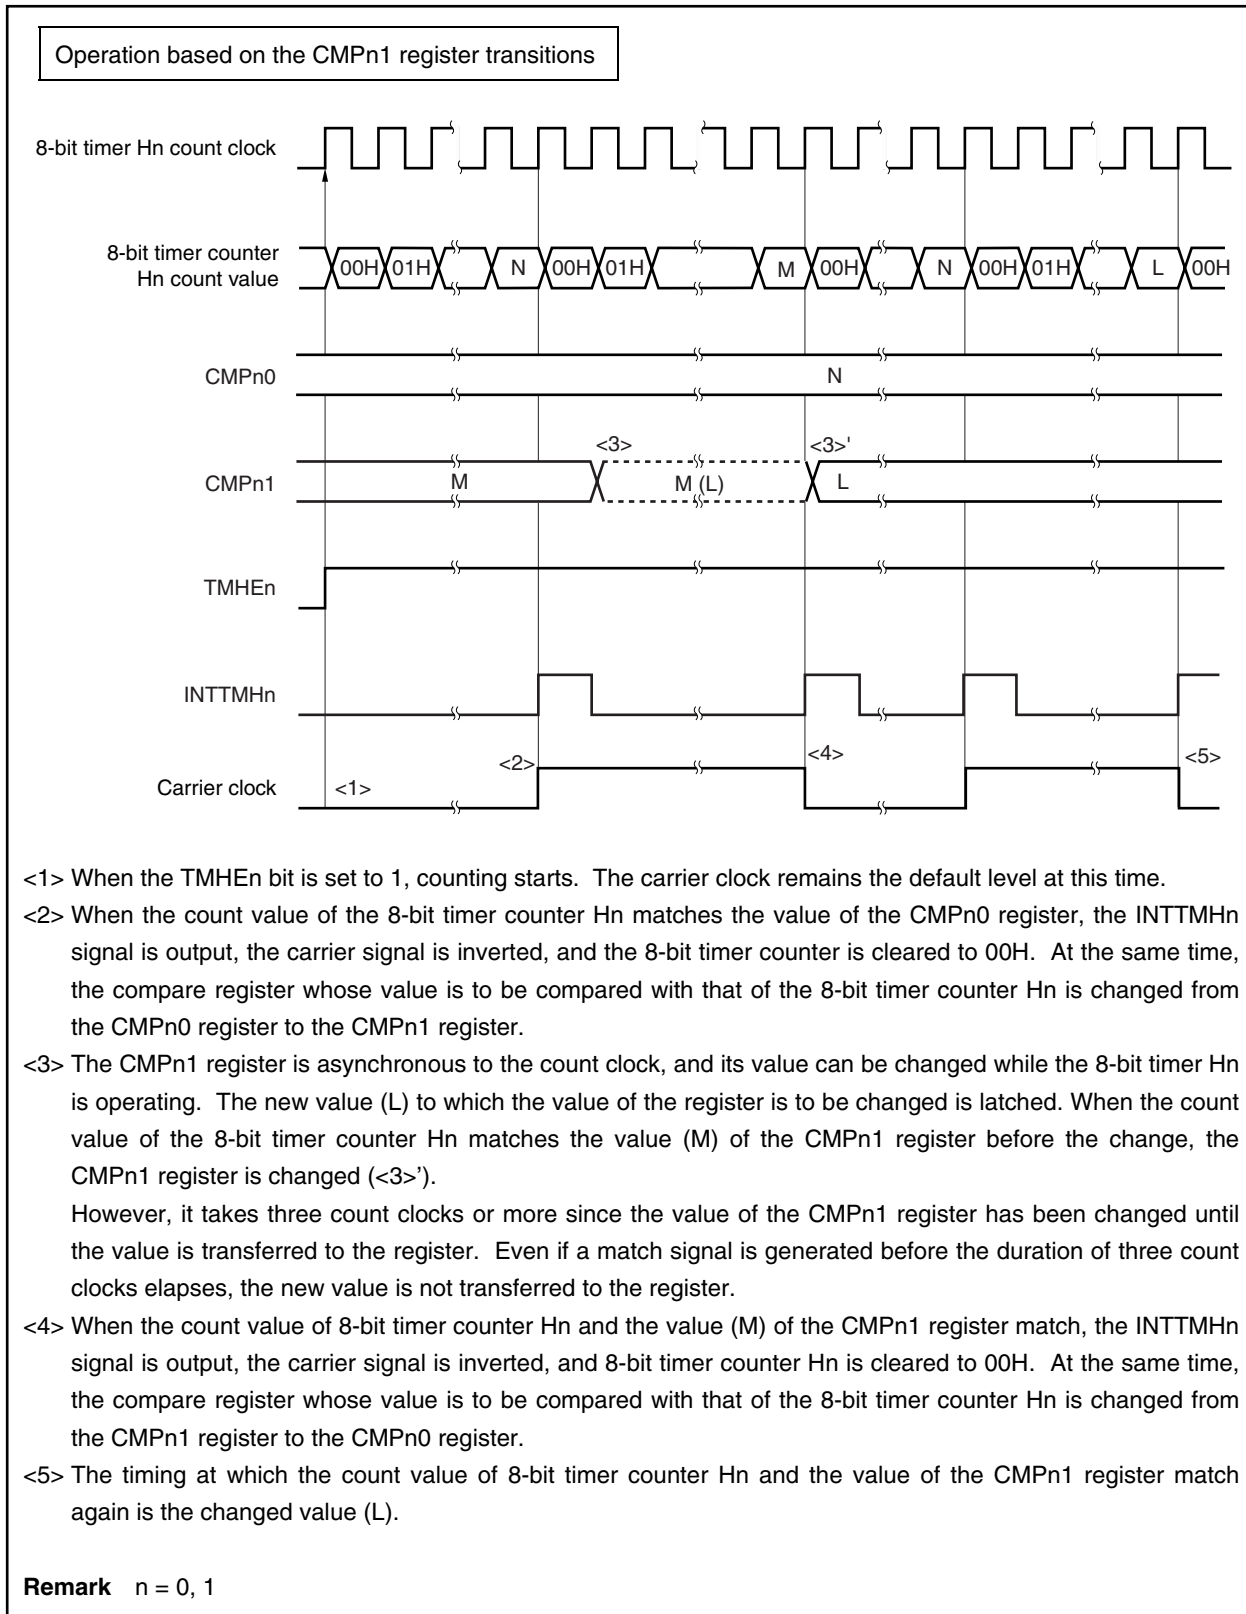 Operation based on the CMPn1 register transitions
8-bit timer Hn count clock
8-bit timer counter
Hn count value
00H 01H N 00H 01H M 00H N 00H 01H L 00H
CMPn0
N
<3> <3>'
CMPn1
M M (L) L
TMHEn
INTTMHn
<2> <4> <5>
Carrier clock
<1>
<1> When the TMHEn bit is set to 1, counting starts. The carrier clock remains the default level at this time.
<2> When the count value of the 8-bit timer counter Hn matches the value of the CMPn0 register, the INTTMHn
signal is output, the carrier signal is inverted, and the 8-bit timer counter is cleared to 00H. At the same time,
the compare register whose value is to be compared with that of the 8-bit timer counter Hn is changed from
the CMPn0 register to the CMPn1 register.
<3> The CMPn1 register is asynchronous to the count clock, and its value can be changed while the 8-bit timer Hn
is operating. The new value (L) to which the value of the register is to be changed is latched. When the count
value of the 8-bit timer counter Hn matches the value (M) of the CMPn1 register before the change, the
CMPn1 register is changed (<3>’).
However, it takes three count clocks or more since the value of the CMPn1 register has been changed until
the value is transferred to the register. Even if a match signal is generated before the duration of three count
clocks elapses, the new value is not transferred to the register.
<4> When the count value of 8-bit timer counter Hn and the value (M) of the CMPn1 register match, the INTTMHn
signal is output, the carrier signal is inverted, and 8-bit timer counter Hn is cleared to 00H. At the same time,
the compare register whose value is to be compared with that of the 8-bit timer counter Hn is changed from
the CMPn1 register to the CMPn0 register.
<5> The timing at which the count value of 8-bit timer counter Hn and the value of the CMPn1 register match
again is the changed value (L).
Remark n = 0, 1